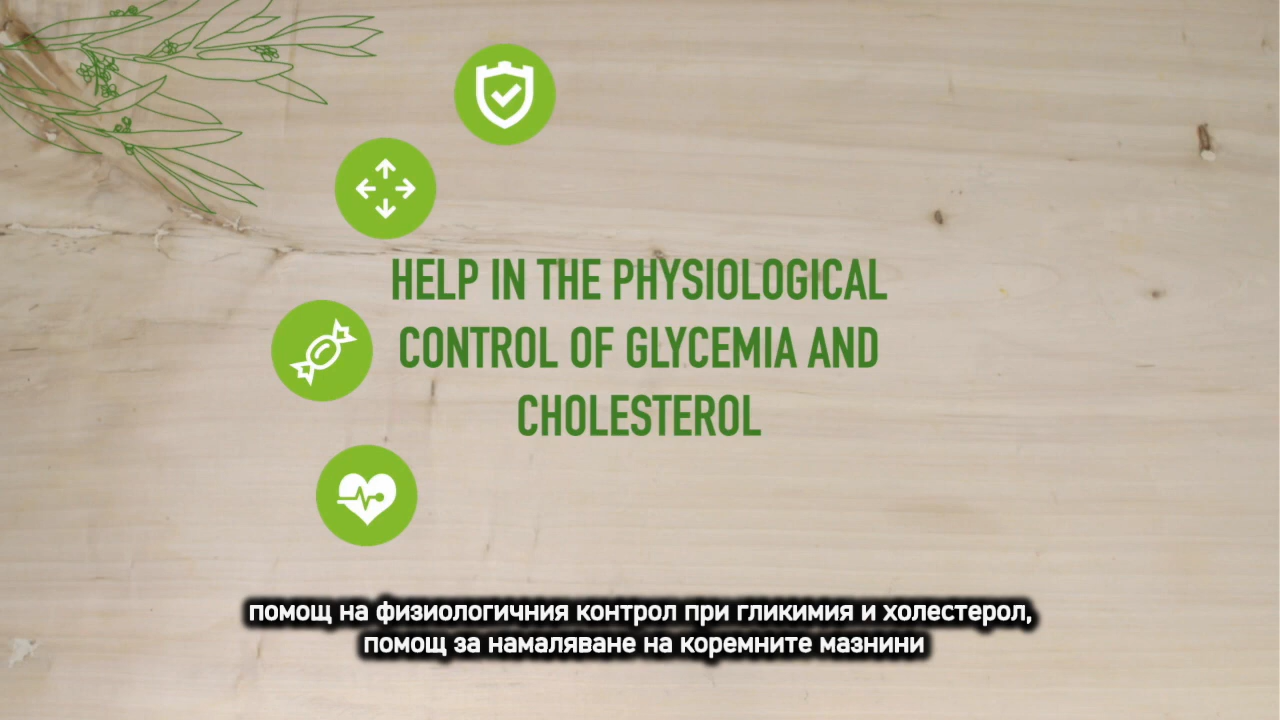 HELP IN THE PHYSIOLOGICAL
CONTROL OF GLYCEMIA AND
CHOLESTEROL
помощ на физиологичния контрол при гликимия и холестерол,
помощ за намаляване на коремните мазнини